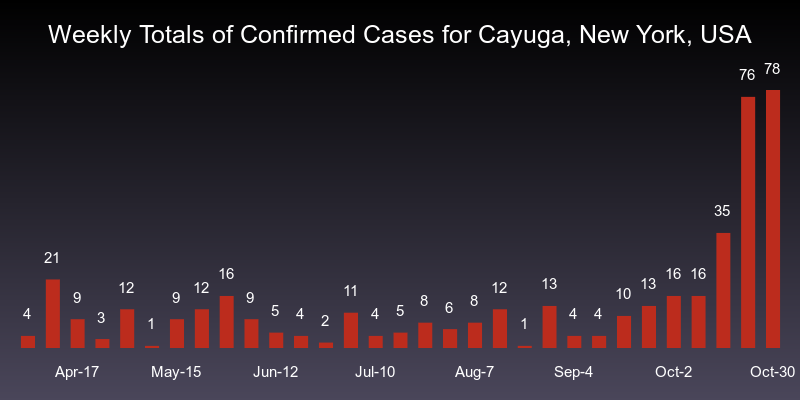 Weekly Totals of Confirmed Cases for Cayuga, New York, USA
4 21 9 3 12 1 9 12 16 9 5 4 2 11 4 5 8 6 8 12 1 13 4 4 10 13 16 16 35 76 78
Apr-17 May-15 Jun-12 Jul-10 Aug-7 Sep-4 Oct-2 Oct-30